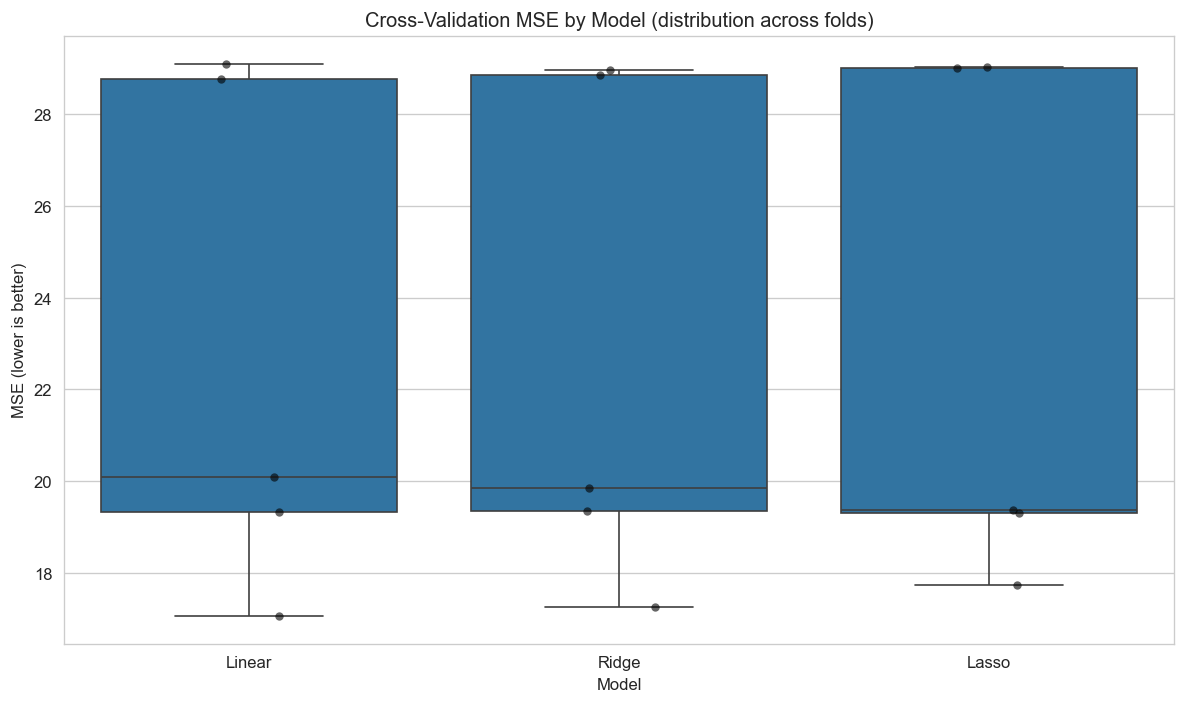 Cross-Validation MSE by Model (distribution across folds)
MSE (lower is better)
28
26
24
22
20
18
Linear Ridge Lasso
Model